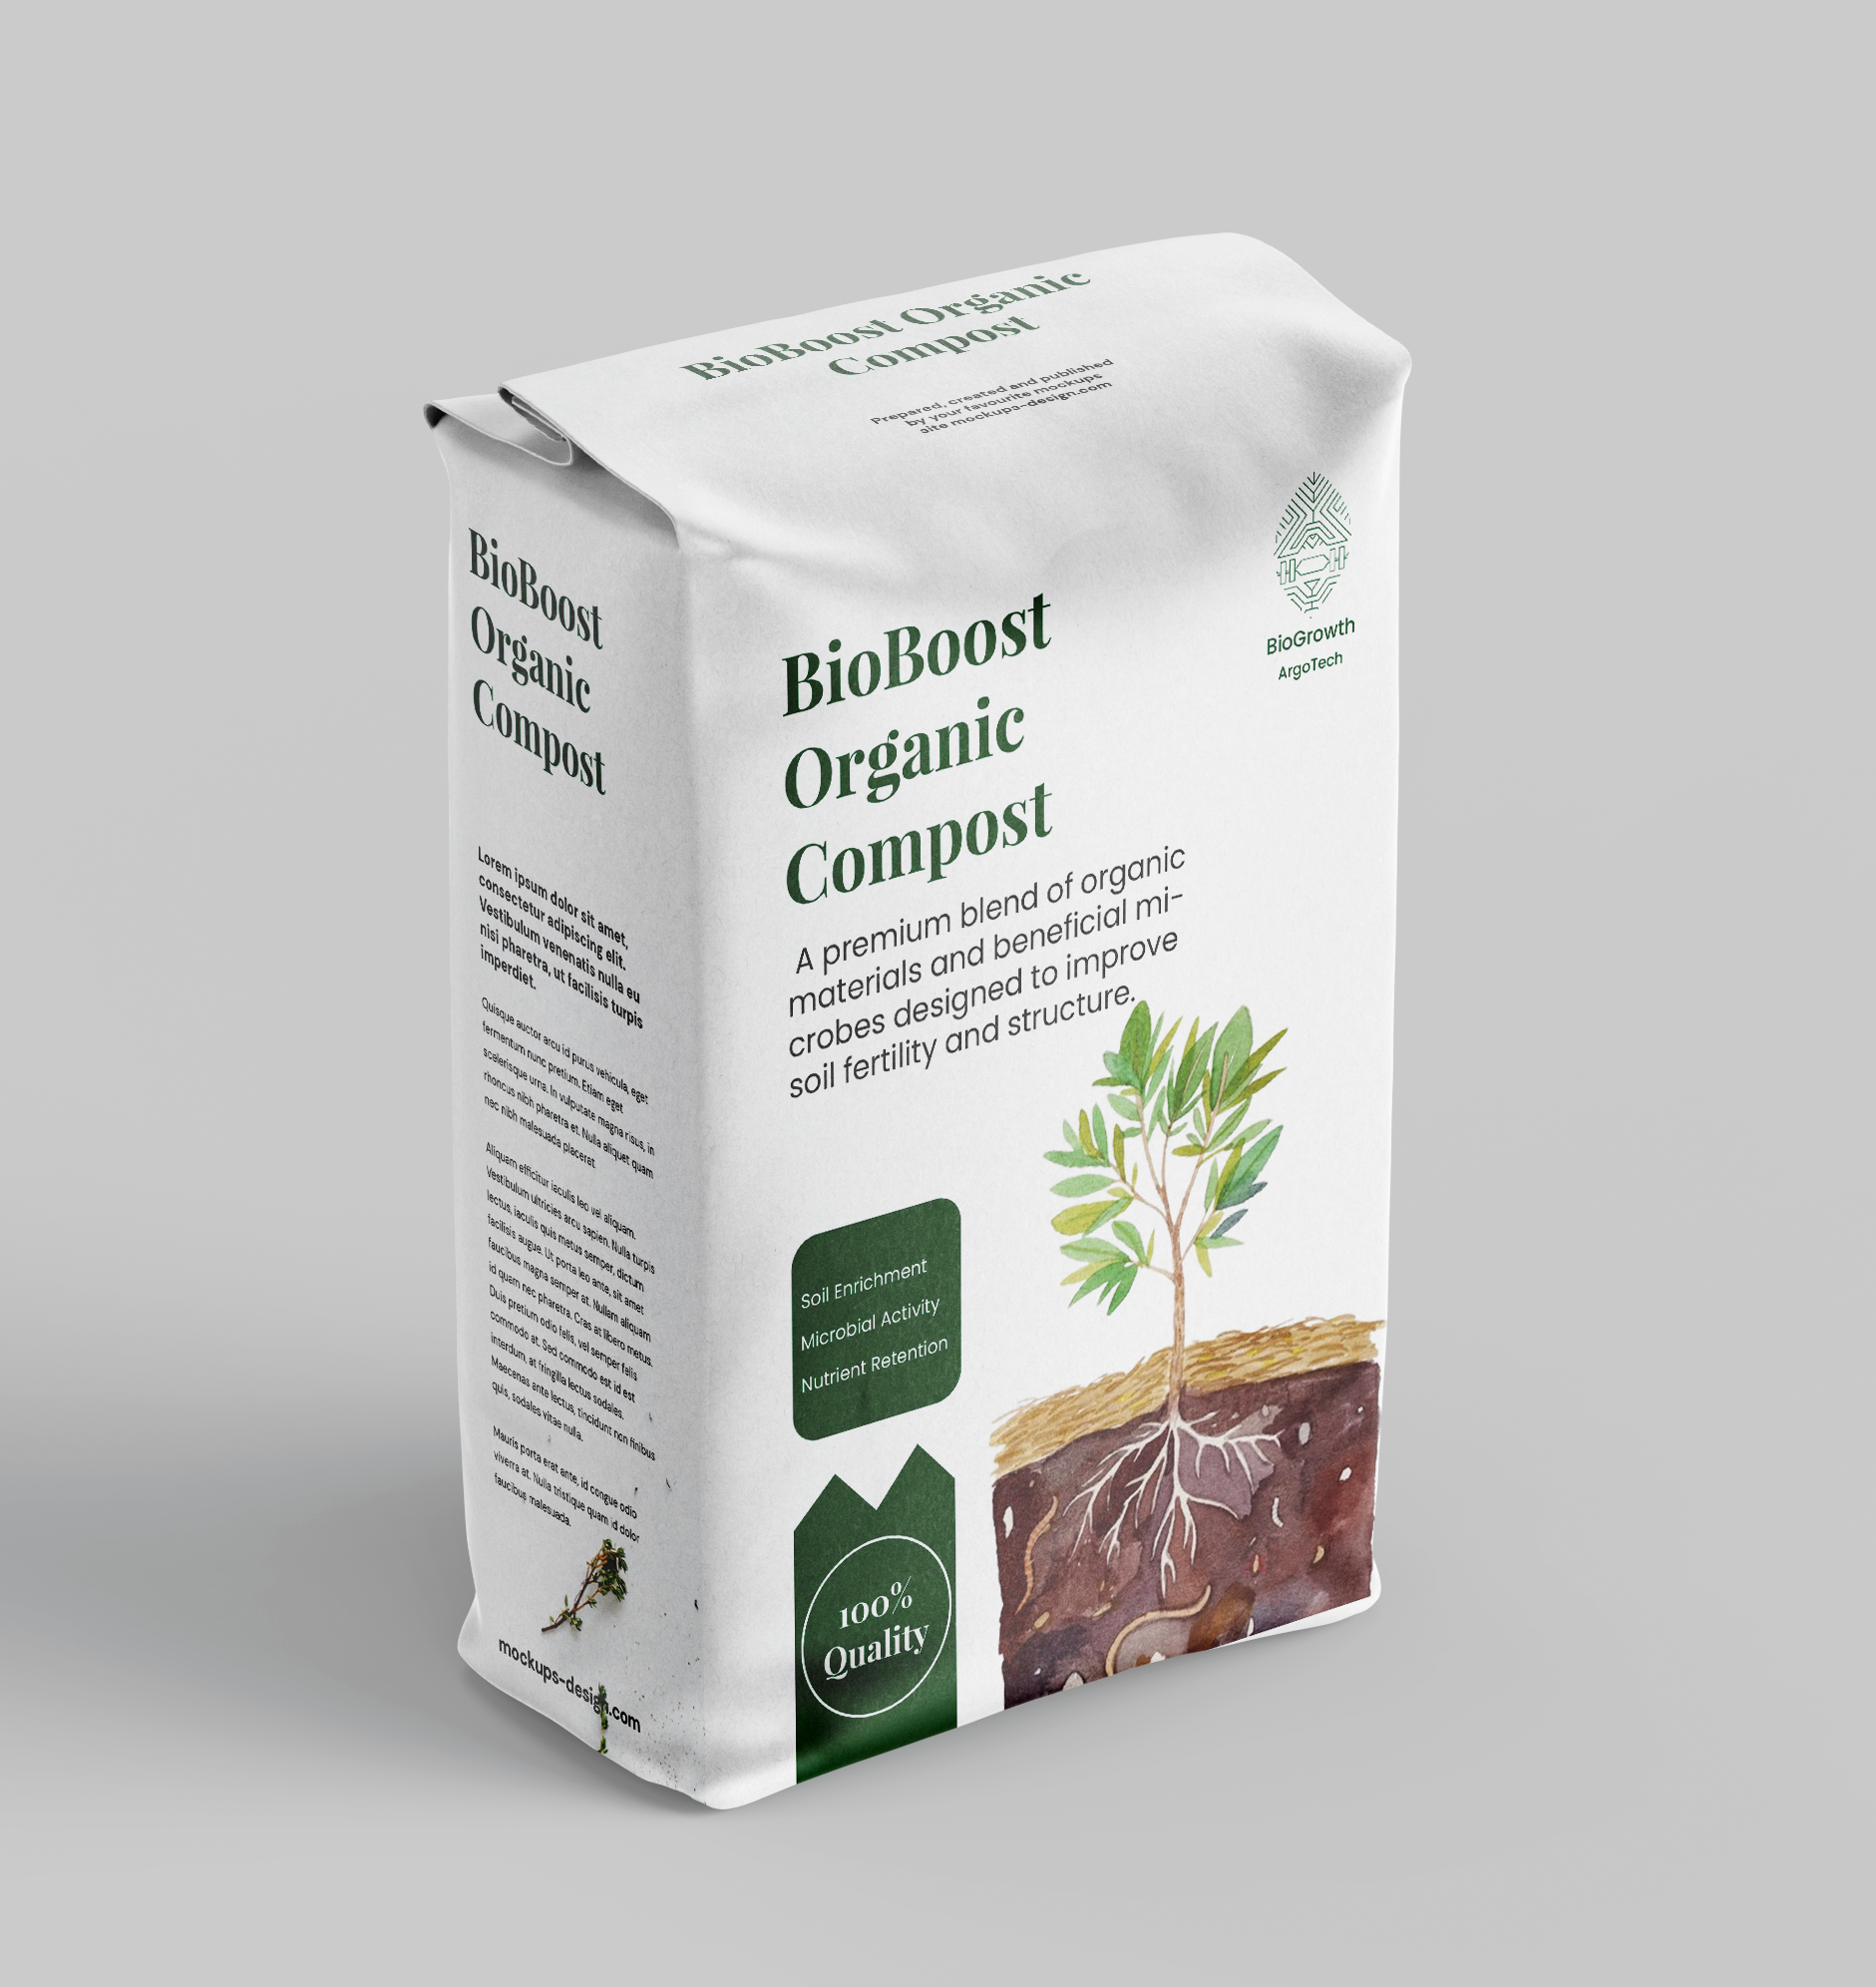 BioBoost Organic
Compost
Prepared, created and published
by your favourite mockups
site mockups-design.com
BioGrowth
ArgoTech
BioBoost
Organic
Compost
A premium blend of organic
materials and beneficial mi-
crobes designed to improve
soil fertility and structure.
Soil Enrichment
Microbial Activity
Nutrient Retention
100%
Quality
BioBoost
Organic
Compost
Lorem ipsum dolor sit amet,
consectetur adipiscing elit.
Vestibulum venenatis nulla eu
nisi pharetra, ut facilisis turpis
imperdiet.
Quisque auctor arcu id purus vehicula, eget
fermentum nunc pretium. Etiam eget
scelerisque urna. In vulputate magna risus, in
rhoncus nibh pharetra et. Nulla aliquet quam
nec nibh malesuada placerat.
Aliquam efficitur iaculis leo vel aliquam.
Vestibulum ultricies arcu sapien. Nulla turpis
lectus, iaculis quis metus semper, dictum
facilisis augue. Ut porta leo ante, sit amet
faucibus magna semper at. Nullam aliquam
id quam nec pharetra. Cras at libero metus.
Duis pretium odio felis, vel semper felis
commodo at. Sed commodo est id est
interdum, at fringilla lectus sodales.
Maecenas ante lectus, tincidunt non finibus
quis, sodales vitae nulla.
Mauris porta erat ante, id congue odio
viverra at. Nulla tristique quam id dolor
faucibus malesuada.
mockups-design.com